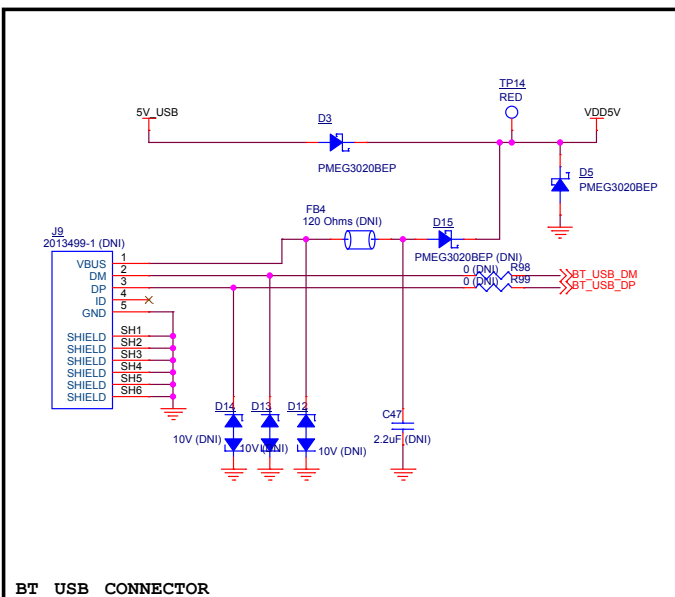 TP14
RED
5V_USB
D3
VDD5V
PMEG3020BEP
D5
PMEG3020BEP
FB4
120 Ohms (DNI)
D15
PMEG3020BEP (DNI)
J9
2013499-1 (DNI)
VBUS 1
DM 2
DP 3
ID 4
GND 5
SHIELD SH1
SHIELD SH2
SHIELD SH3
SHIELD SH4
SHIELD SH5
SHIELD SH6
0 (DNI) R98 BT_USB_DM
0 (DNI) R99 BT_USB_DP
D14 D13 D12
10V (DNI) 10V (DNI) 10V (DNI)
C47
2.2uF (DNI)
BT USB CONNECTOR